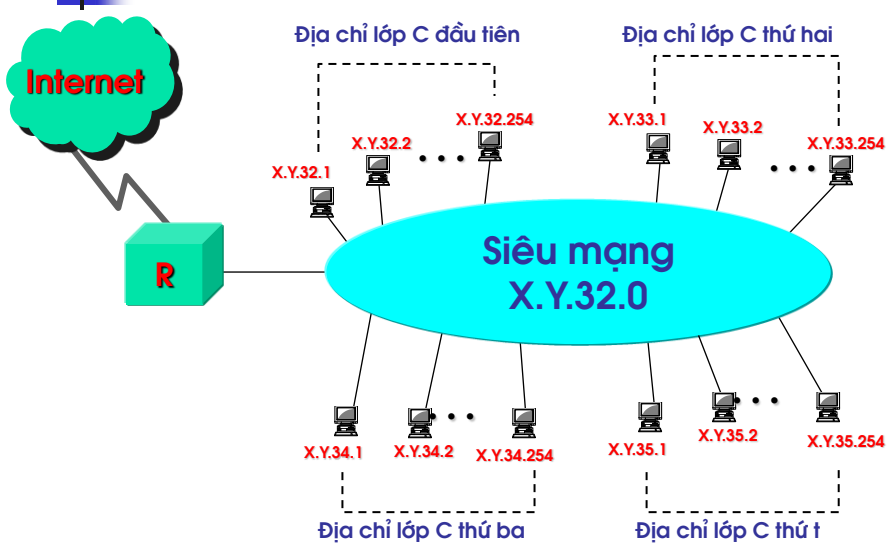 Địa chỉ lớp C đầu tiên
Địa chỉ lớp C thứ hai
Internet
X.Y.32.1
X.Y.32.2
X.Y.32.254
X.Y.33.1
X.Y.33.2
X.Y.33.254
R
Siêu mạng
X.Y.32.0
X.Y.34.1
X.Y.34.2
X.Y.34.254
X.Y.35.1
X.Y.35.2
X.Y.35.254
Địa chỉ lớp C thứ ba
Địa chỉ lớp C thứ t